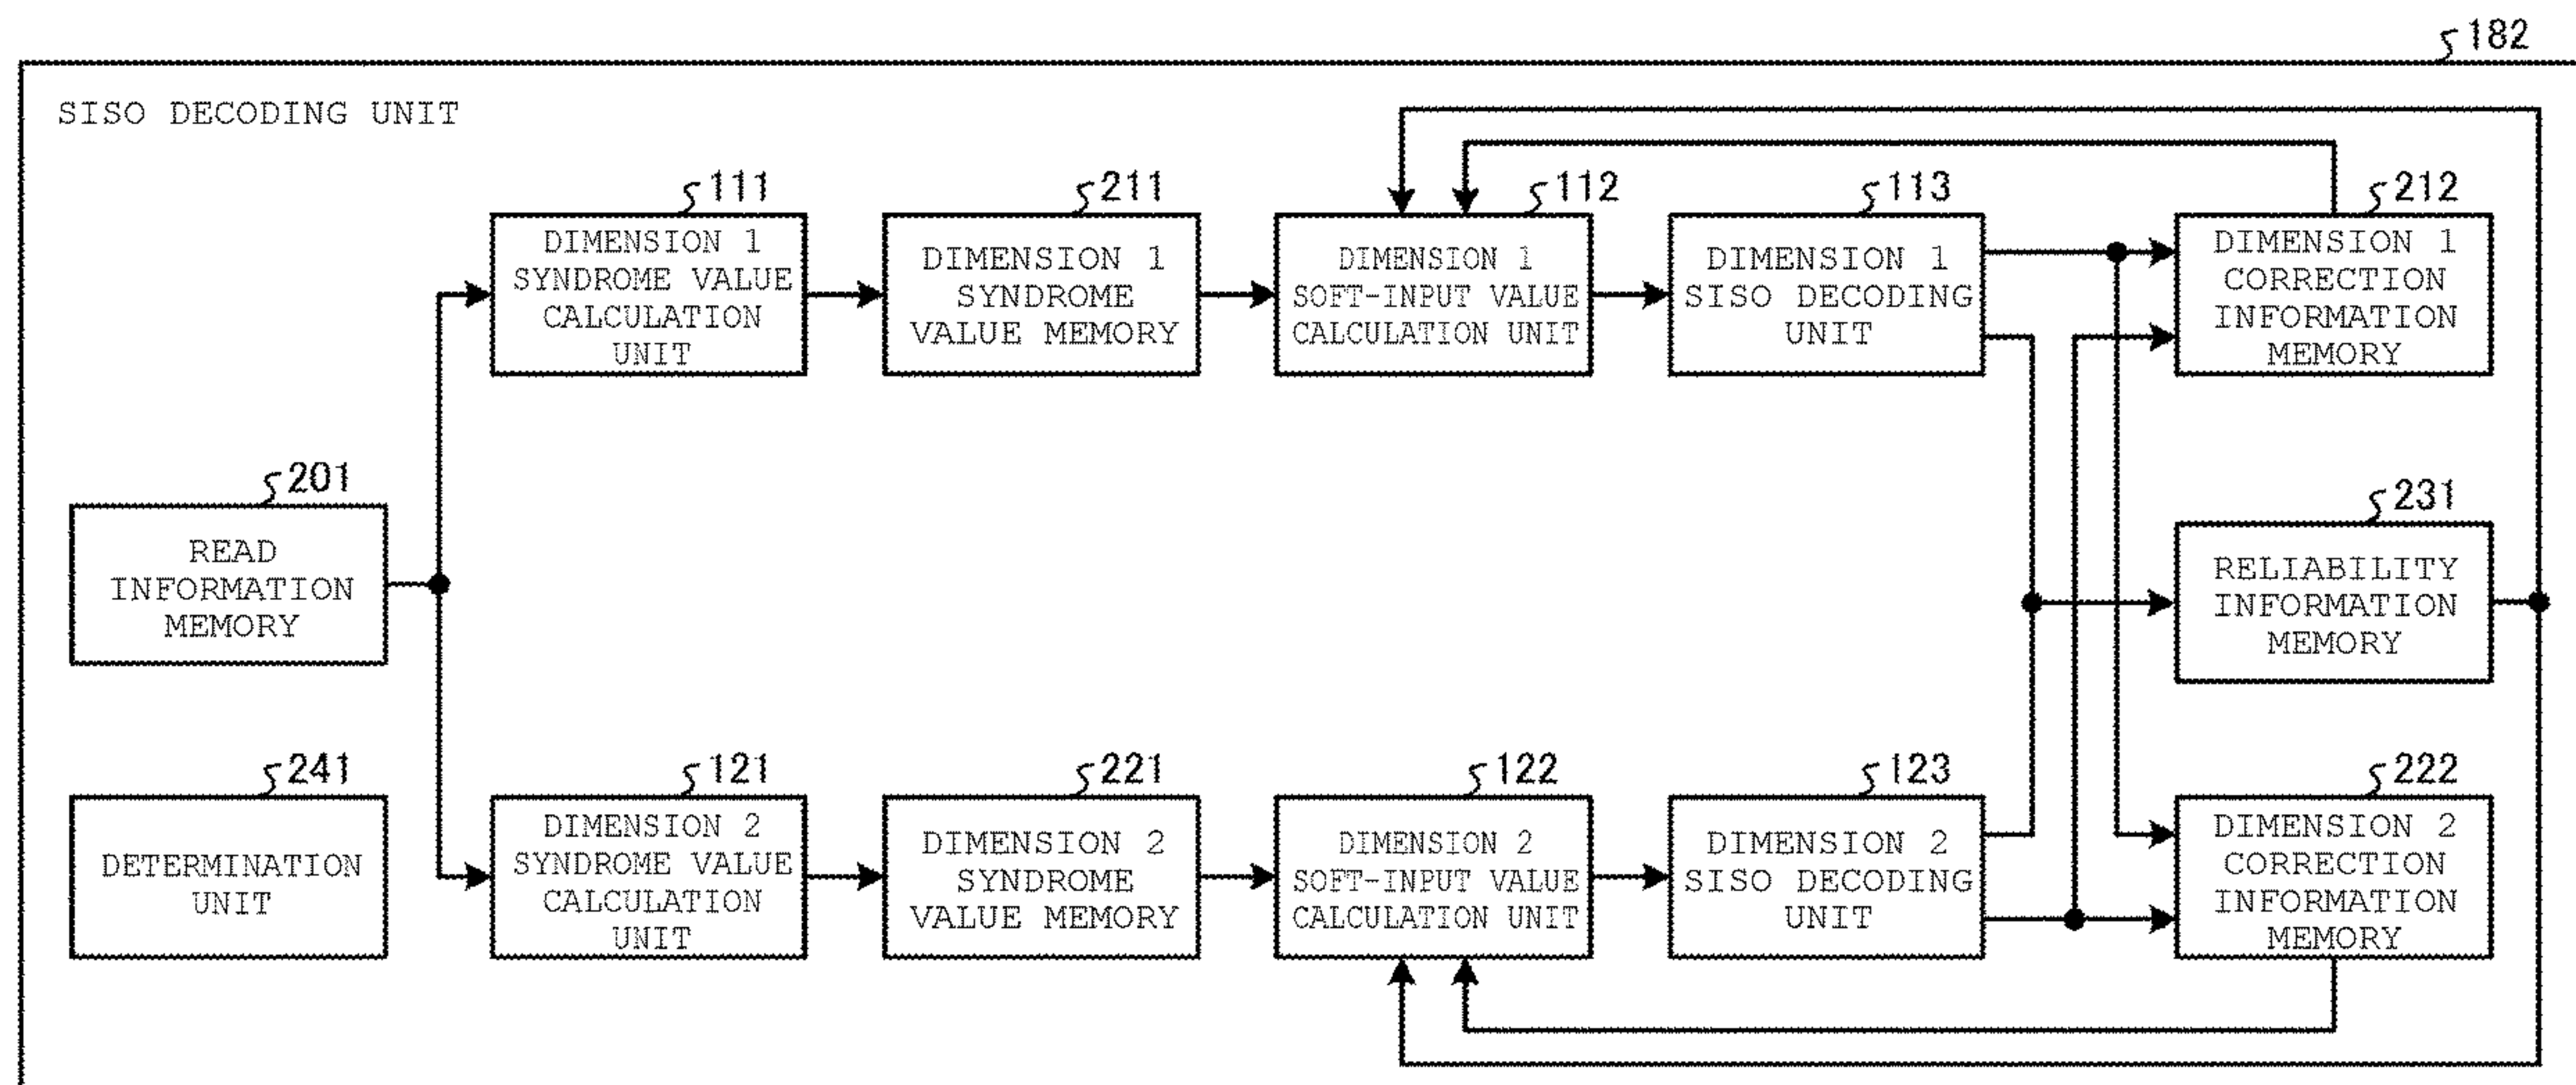 182
SISO DECODING UNIT
111
DIMENSION 1
SYNDROME VALUE
CALCULATION
UNIT
211
DIMENSION 1
SYNDROME
VALUE MEMORY
112
DIMENSION 1
SOFT-INPUT VALUE
CALCULATION UNIT
113
DIMENSION 1
SISO DECODING
UNIT
212
DIMENSION 1
CORRECTION
INFORMATION
MEMORY
201
READ
INFORMATION
MEMORY
231
RELIABILITY
INFORMATION
MEMORY
241
DETERMINATION
UNIT
121
DIMENSION 2
SYNDROME VALUE
CALCULATION
UNIT
221
DIMENSION 2
SYNDROME
VALUE MEMORY
122
DIMENSION 2
SOFT-INPUT VALUE
CALCULATION UNIT
123
DIMENSION 2
SISO DECODING
UNIT
222
DIMENSION 2
CORRECTION
INFORMATION
MEMORY